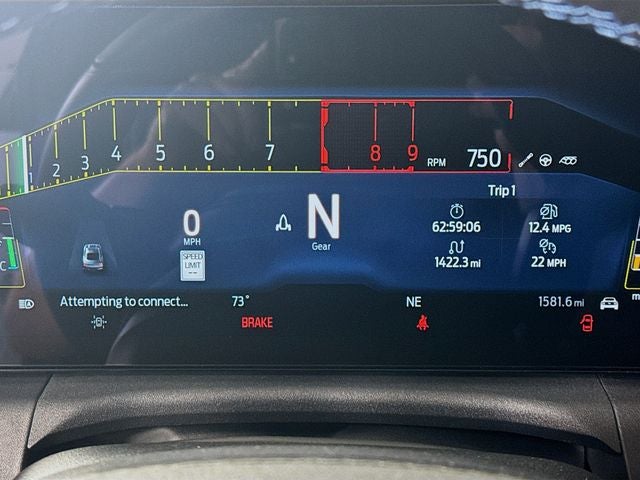 1 2 3 4 5 6 7 8 9 RPM 750
Trip 1
0
MPH
N
Gear
62:59:06
12.4 MPG
SPEED
LIMIT
--
1422.3 mi
22 MPH
C
Attempting to connect...
73°
NE
1581.6 mi
m
BRAKE